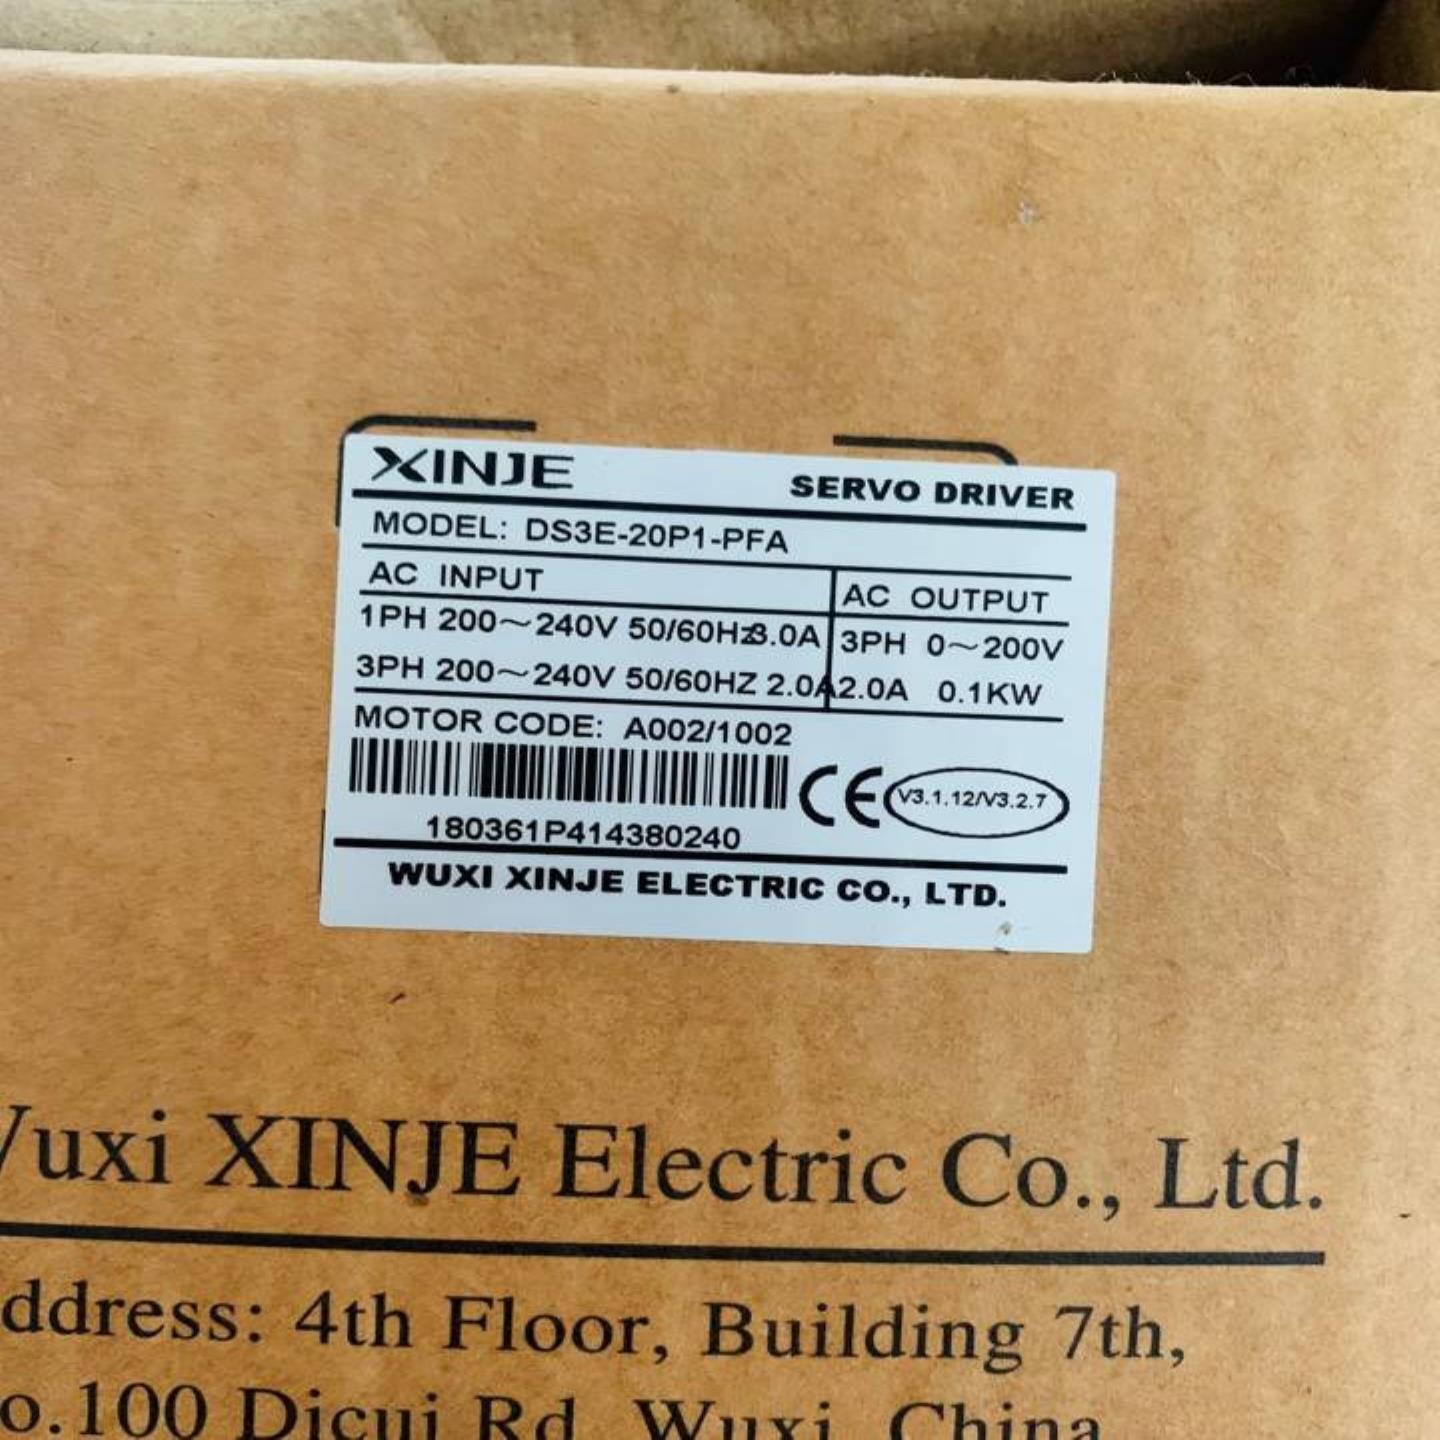 XINJE
SERVO DRIVER
MODEL: DS3E-20P1-PFA
AC INPUT
AC OUTPUT
1PH 200～240V 50/60Hz3.0A
3PH 0～200V
3PH 200～240V 50/60HZ 2.0A
2.0A 0.1KW
MOTOR CODE: A002/1002
CE V3.1.12/V3.2.7
180361P414380240
WUXI XINJE ELECTRIC CO., LTD.
Wuxi XINJE Electric Co., Ltd.
ddress: 4th Floor, Building 7th,
o.100 Dicui Rd, Wuxi, China